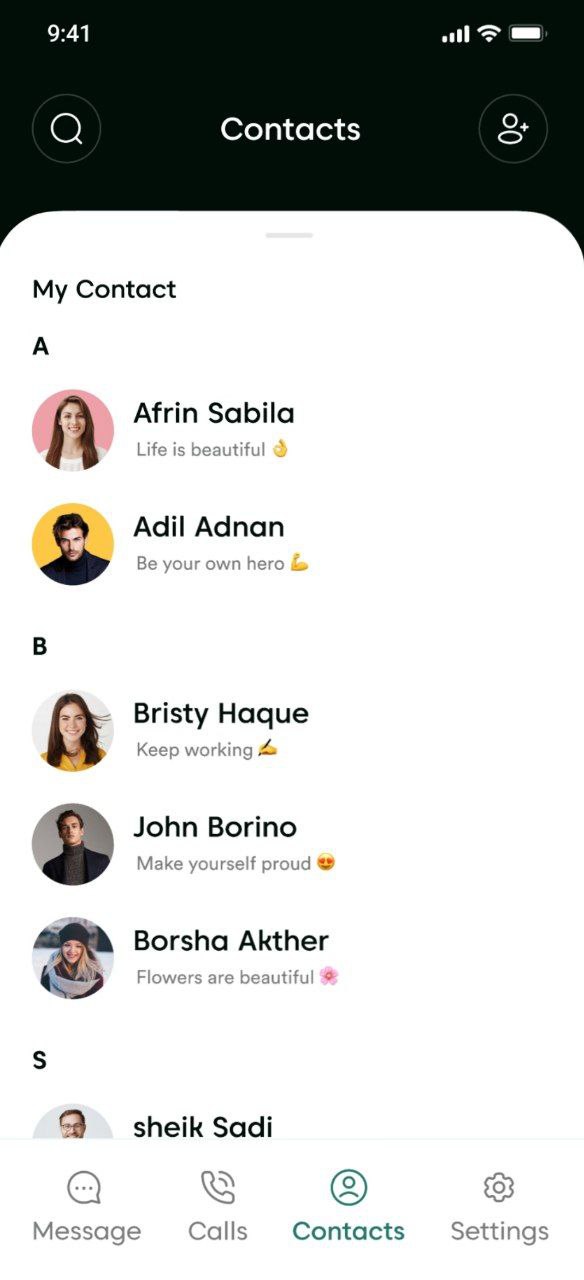 9:41
Contacts
My Contact
A
Afrin Sabila
Life is beautiful 👌
Adil Adnan
Be your own hero 💪
B
Bristy Haque
Keep working ✍️
John Borino
Make yourself proud 😍
Borsha Akther
Flowers are beautiful 🌸
S
sheik Sadi
Message Calls Contacts Settings